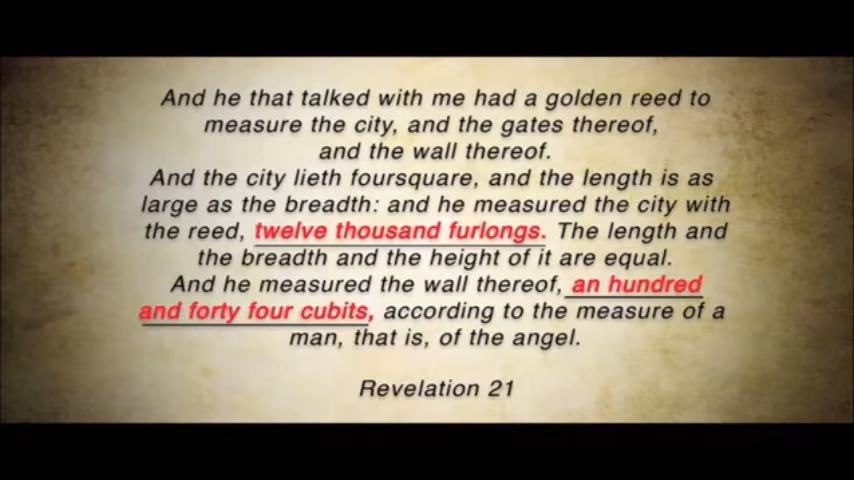 And he that talked with me had a golden reed to
measure the city, and the gates thereof,
and the wall thereof.
And the city lieth foursquare, and the length is as
large as the breadth: and he measured the city with
the reed, twelve thousand furlongs. The length and
the breadth and the height of it are equal.
And he measured the wall thereof, an hundred
and forty four cubits, according to the measure of a
man, that is, of the angel.
Revelation 21